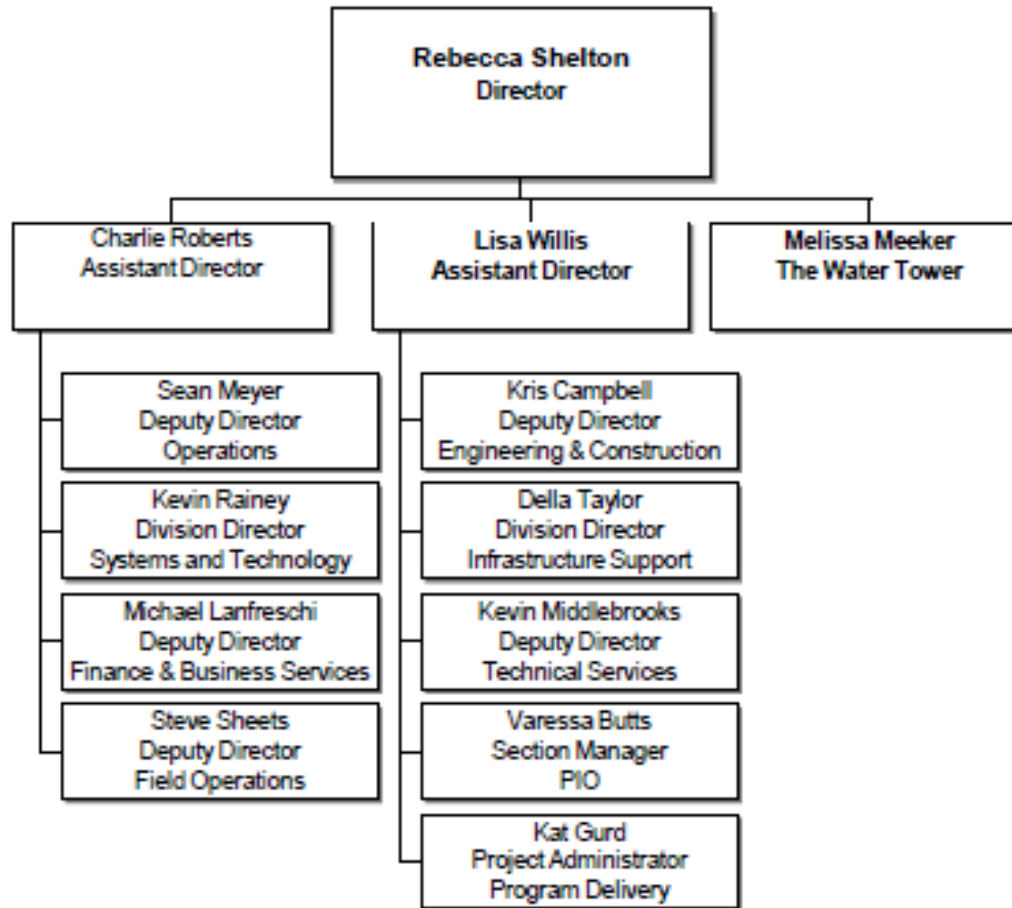 Rebecca Shelton
Director
Charlie Roberts
Assistant Director
Lisa Willis
Assistant Director
Melissa Meeker
The Water Tower
Sean Meyer
Deputy Director
Operations
Kevin Rainey
Division Director
Systems and Technology
Michael Lanfreschi
Deputy Director
Finance & Business Services
Steve Sheets
Deputy Director
Field Operations
Kris Campbell
Deputy Director
Engineering & Construction
Della Taylor
Division Director
Infrastructure Support
Kevin Middlebrooks
Deputy Director
Technical Services
Varessa Butts
Section Manager
PIO
Kat Gurd
Project Administrator
Program Delivery